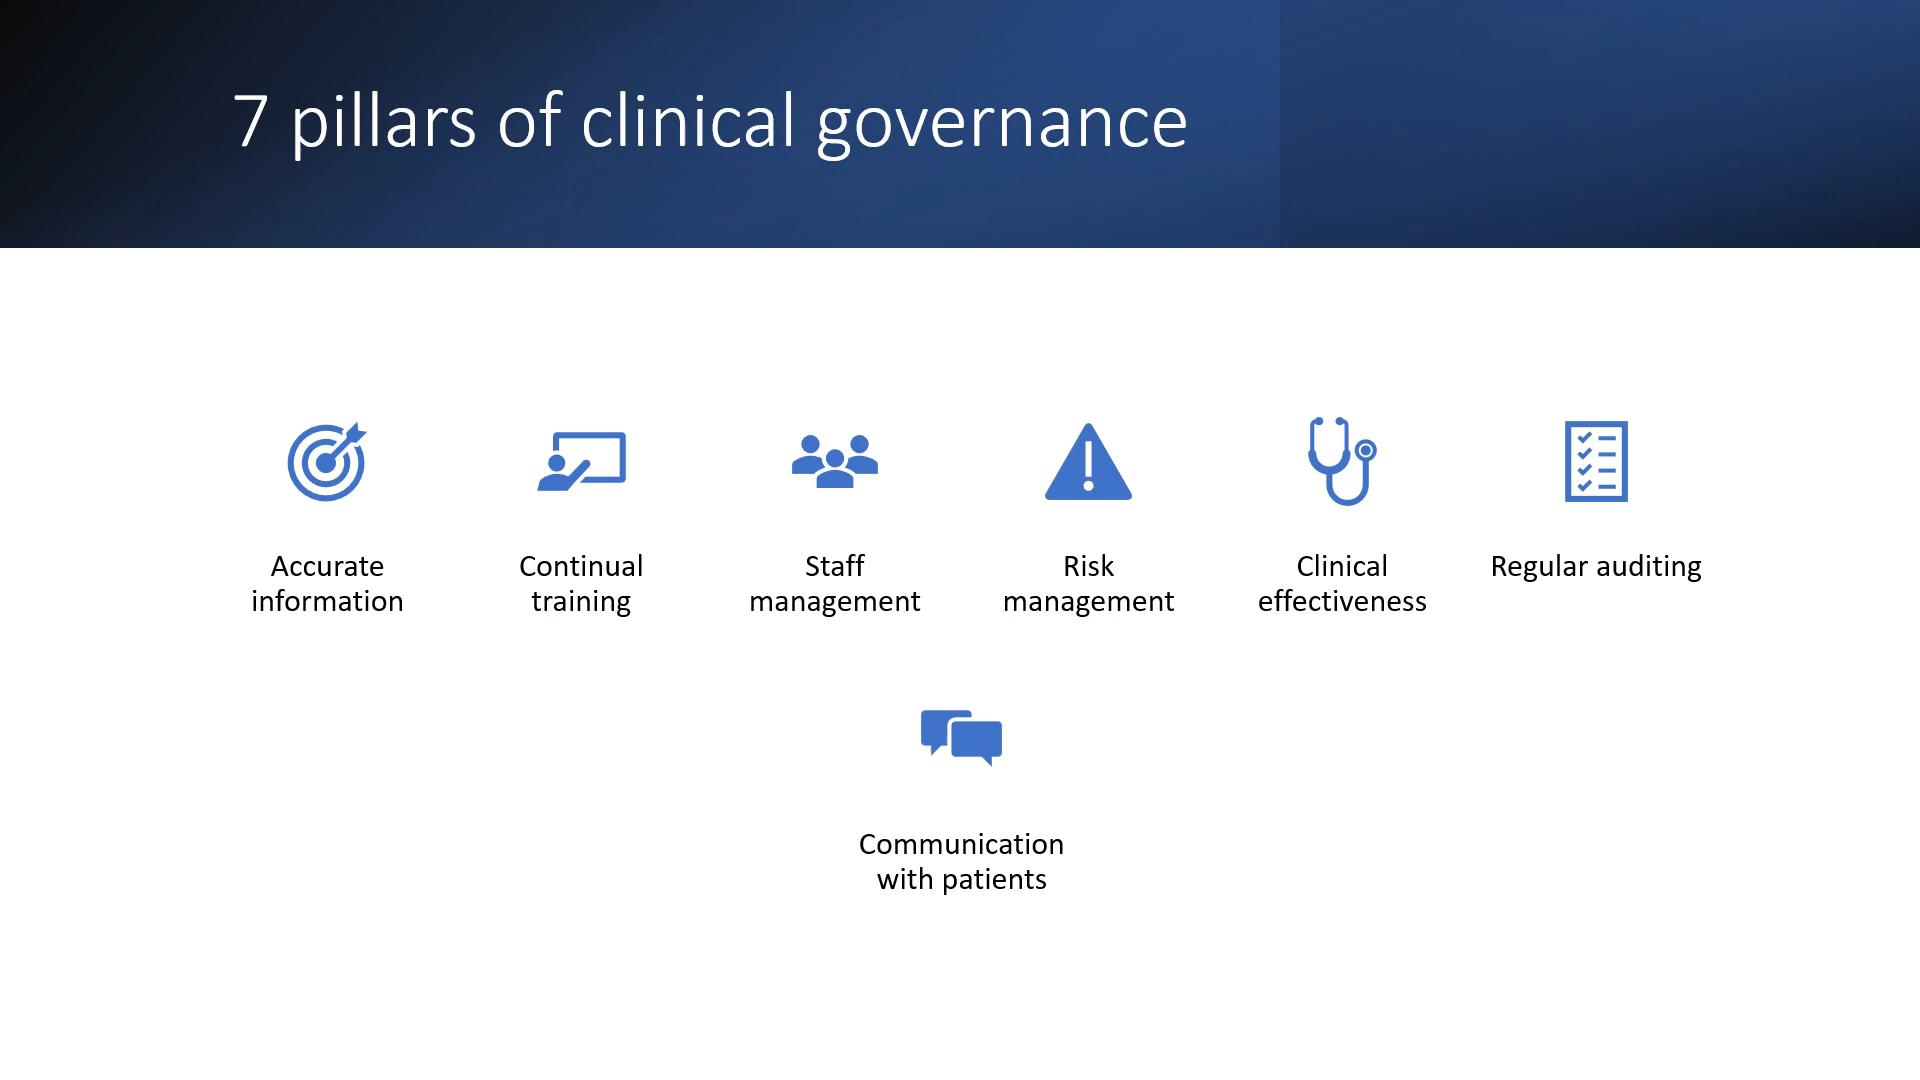 7 pillars of clinical governance
Accurate
information
Continual
training
Staff
management
Risk
management
Clinical
effectiveness
Regular auditing
Communication
with patients